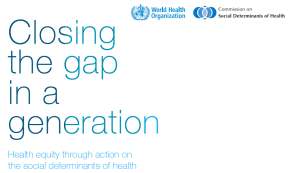 World Health
Organization
Commission on
Social Determinants of Health
Closing
the gap
in a
generation
Health equity through action on
the social determinants of health